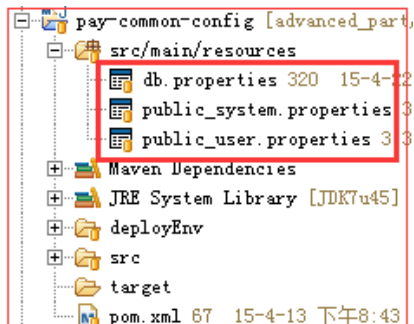 pay-common-config [advanced_part,
src/main/resources
db.properties 320 15-4-22
public_system.properties 3
public_user.properties 3 3
Maven Dependencies
JRE System Library [JDK7u45]
deployEnv
src
target
pom.xml 67 15-4-13 下午8:43